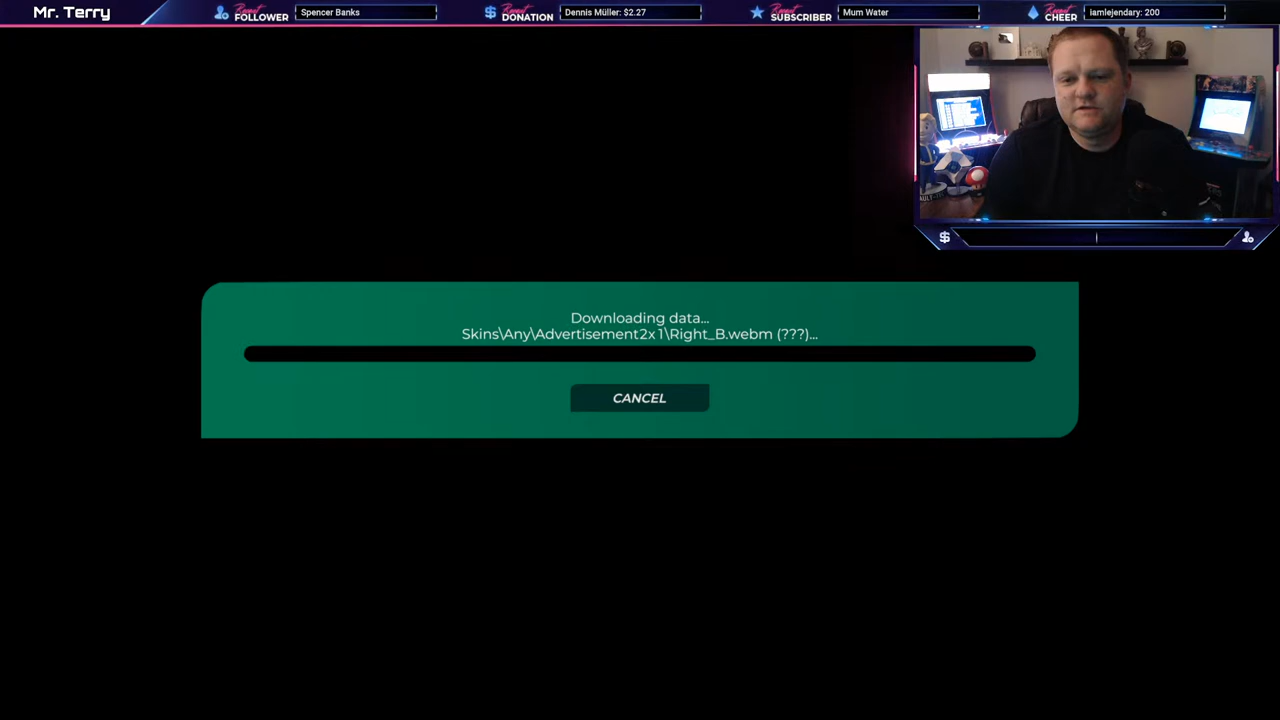 Mr. Terry
Recent FOLLOWER
Spencer Banks
Recent DONATION
Dennis Müller: $2.27
Recent SUBSCRIBER
Mum Water
Recent CHEER
iamlejendary: 200
Downloading data...
Skins\Any\Advertisement2x1\Right_B.webm (???)...
CANCEL